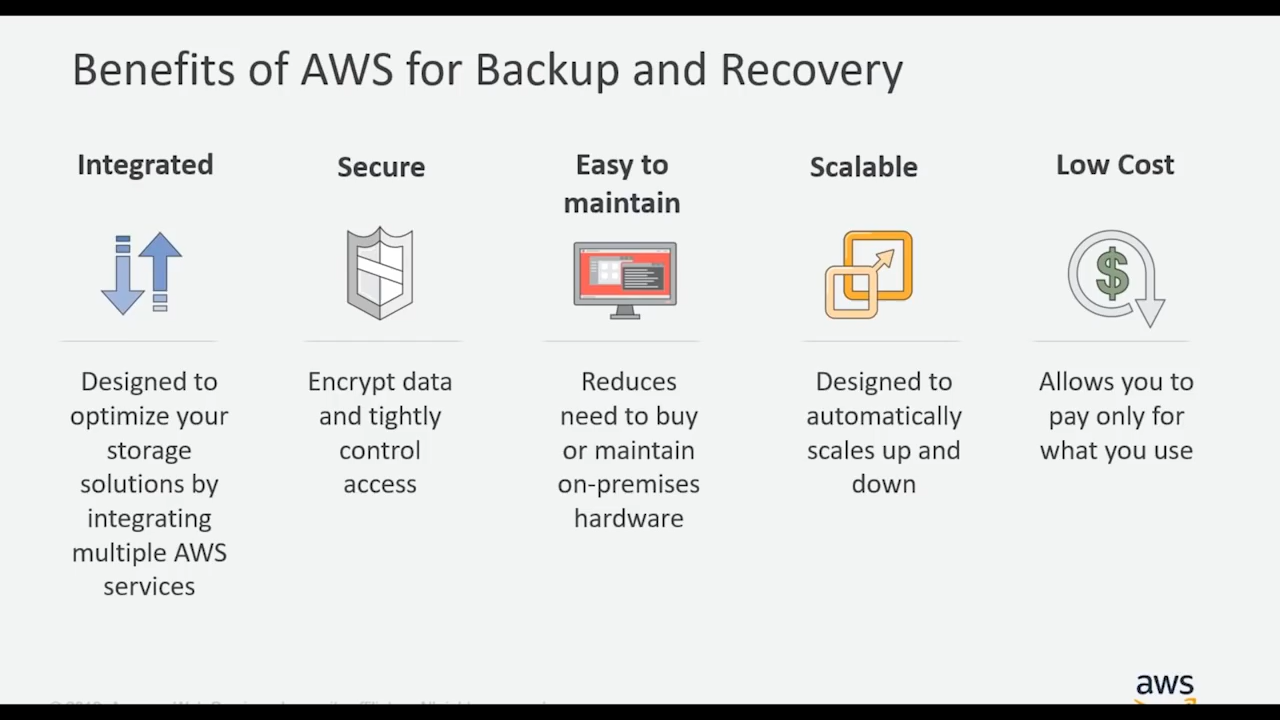 Benefits of AWS for Backup and Recovery
Integrated
Designed to
optimize your
storage
solutions by
integrating
multiple AWS
services
Secure
Encrypt data
and tightly
control
access
Easy to
maintain
Reduces
need to buy
or maintain
on-premises
hardware
Scalable
Designed to
automatically
scales up and
down
Low Cost
$
Allows you to
pay only for
what you use
aws